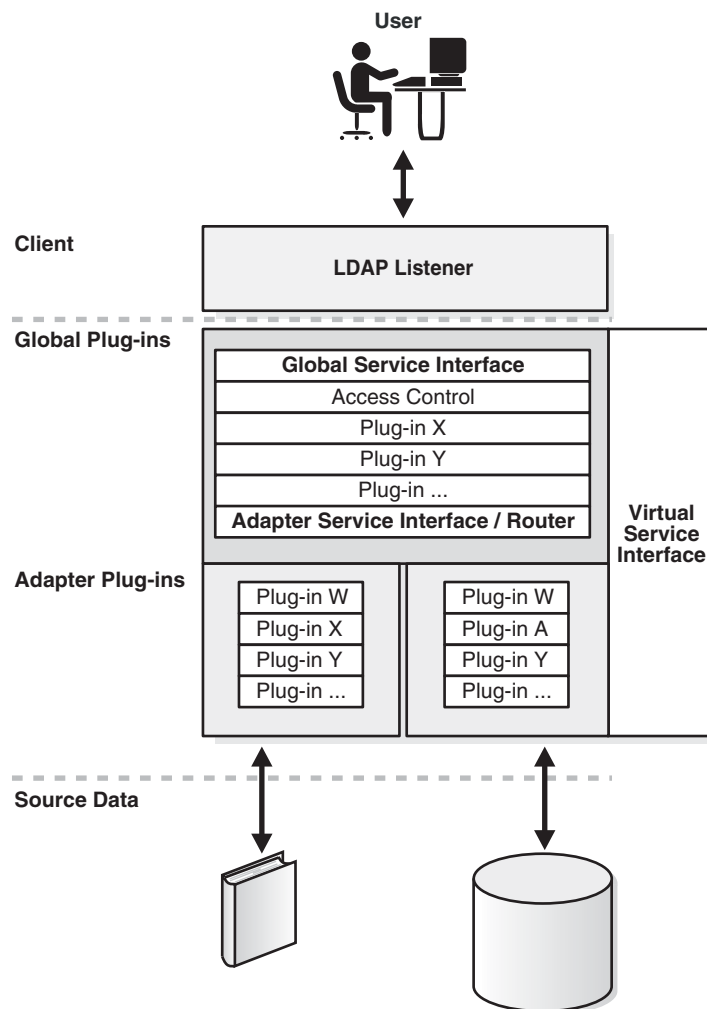 User
Client
LDAP Listener
Global Plug-ins
Global Service Interface
Access Control
Plug-in X
Plug-in Y
Plug-in ...
Adapter Service Interface / Router
Virtual
Service
Interface
Adapter Plug-ins
Plug-in W
Plug-in X
Plug-in Y
Plug-in ...
Plug-in W
Plug-in A
Plug-in Y
Plug-in ...
Source Data